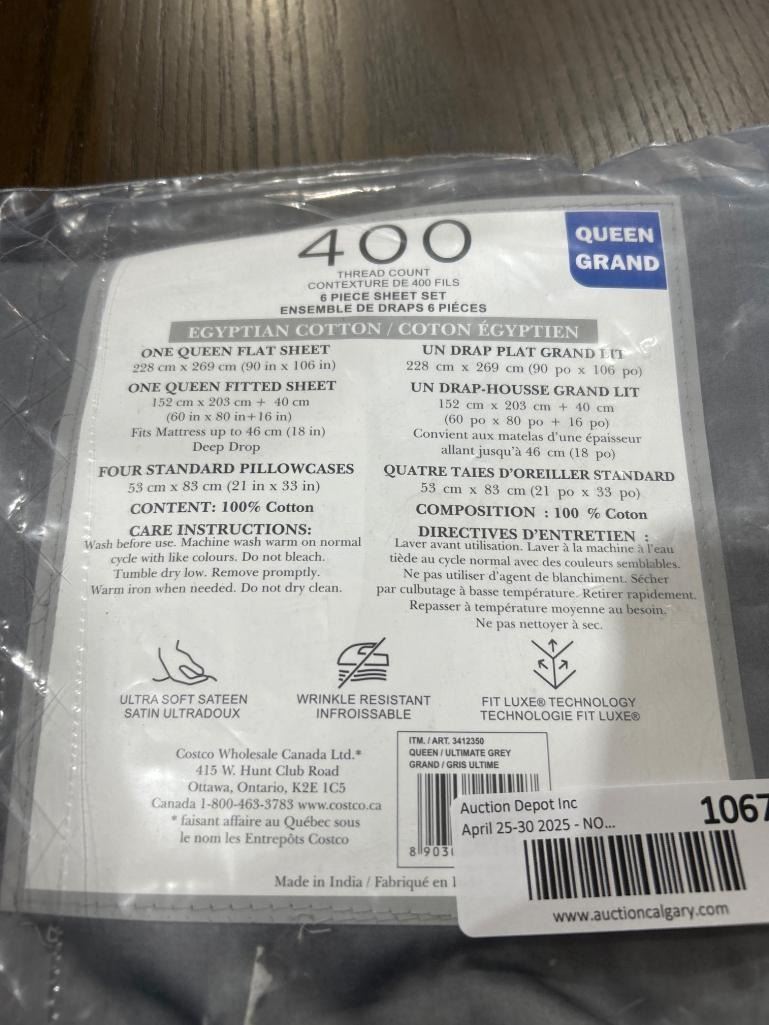 400
THREAD COUNT
CONTEXTURE DE 400 FILS
6 PIECE SHEET SET
ENSEMBLE DE DRAPS 6 PIÉCES
QUEEN
GRAND
EGYPTIAN COTTON / COTON ÉGYPTIEN
ONE QUEEN FLAT SHEET
228 cm x 269 cm (90 in x 106 in)
ONE QUEEN FITTED SHEET
152 cm x 203 cm + 40 cm
(60 in x 80 in+16 in)
Fits Mattress up to 46 cm (18 in)
Deep Drop
FOUR STANDARD PILLOWCASES
53 cm x 83 cm (21 in x 33 in)
CONTENT: 100% Cotton
CARE INSTRUCTIONS:
Wash before use. Machine wash warm on normal
cycle with like colours. Do not bleach.
Tumble dry low. Remove promptly.
Warm iron when needed. Do not dry clean.
UN DRAP PLAT GRAND LIT
228 cm x 269 cm (90 po x 106 po)
UN DRAP-HOUSSE GRAND LIT
152 cm x 203 cm + 40 cm
(60 po x 80 po + 16 po)
Convient aux matelas d'une épaisseur
allant jusqu'à 46 cm (18 po)
QUATRE TAIES D'OREILLER STANDARD
53 cm x 83 cm (21 po x 33 po)
COMPOSITION : 100 % Coton
DIRECTIVES D'ENTRETIEN :
Laver avant utilisation. Laver à la machine à l'eau
tiède au cycle normal avec des couleurs semblables.
Ne pas utiliser d'agent de blanchiment. Sécher
par culbutage à basse température. Retirer rapidement.
Repasser à température moyenne au besoin.
Ne pas nettoyer à sec.
ULTRA SOFT SATEEN
SATIN ULTRADOUX
WRINKLE RESISTANT
INFROISSABLE
FIT LUXE® TECHNOLOGY
TECHNOLOGIE FIT LUXE®
Costco Wholesale Canada Ltd.*
415 W. Hunt Club Road
Ottawa, Ontario, K2E 1C5
Canada 1-800-463-3783 www.costco.ca
* faisant affaire au Québec sous
le nom les Entrepôts Costco
ITM. / ART. 3412350
QUEEN / ULTIMATE GREY
GRAND / GRIS ULTIME
8 903
Made in India / Fabriqué en
Auction Depot Inc
April 25-30 2025 - NO...
1067
www.auctioncalgary.com